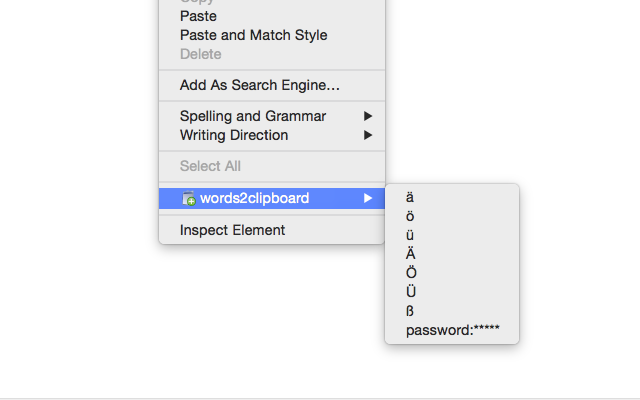 Copy
Paste
Paste and Match Style
Delete
Add As Search Engine...
Spelling and Grammar
Writing Direction
Select All
words2clipboard
Inspect Element
ä
ö
ü
Ä
Ö
Ü
ß
password:*****